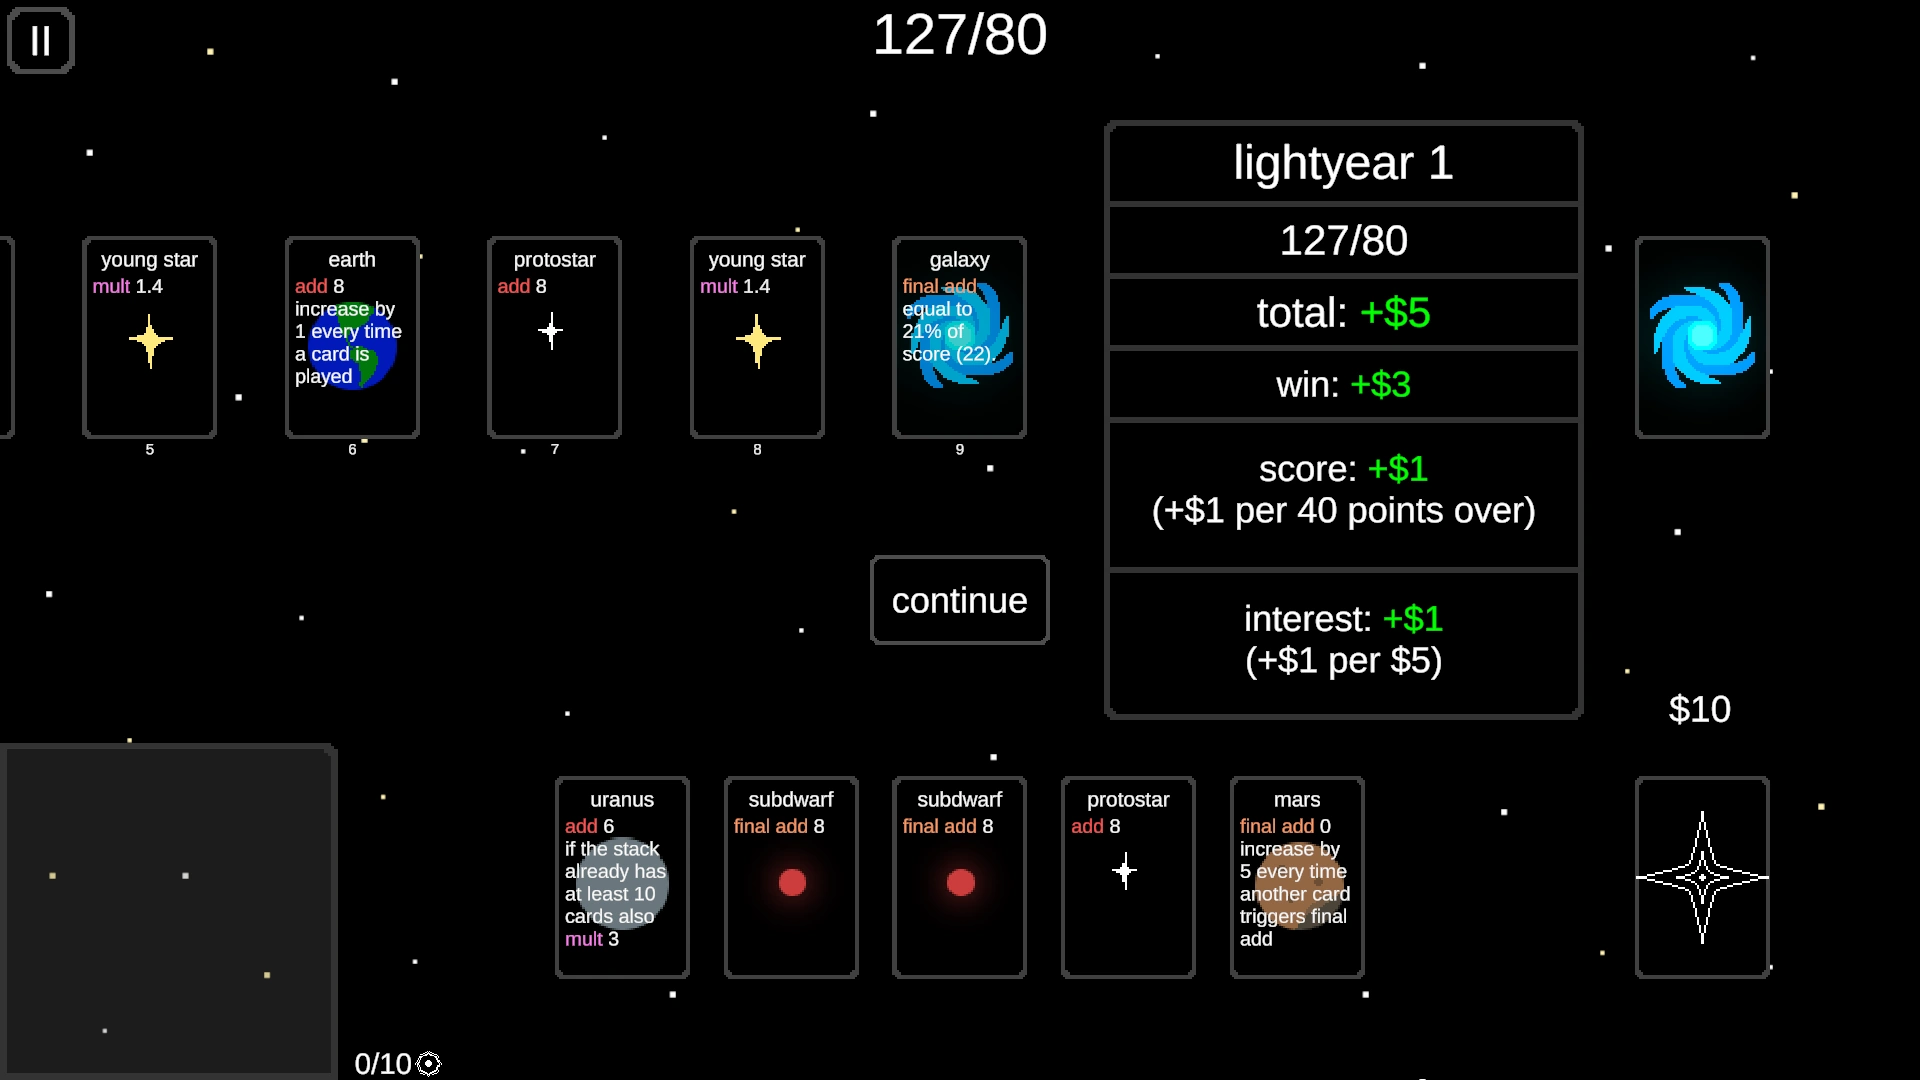 127/80
young star
mult 1.4
5
earth
add 8
increase by
1 every time
a card is
played
6
protostar
add 8
7
young star
mult 1.4
8
galaxy
final add
equal to
21% of
score (22).
9
lightyear 1
127/80
total: +$5
win: +$3
score: +$1
(+$1 per 40 points over)
interest: +$1
(+$1 per $5)
continue
$10
uranus
add 6
if the stack
already has
at least 10
cards also
mult 3
subdwarf
final add 8
subdwarf
final add 8
protostar
add 8
mars
final add 0
increase by
5 every time
another card
triggers final
add
0/10